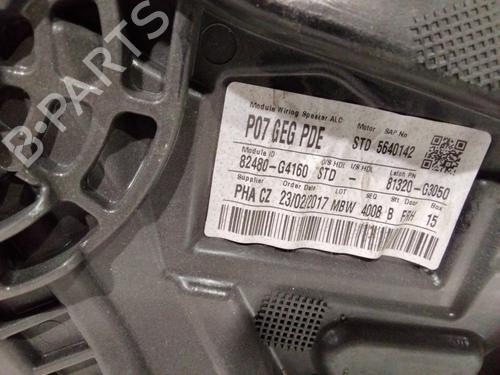 B-PARTS
Module Wiring Speaker ALC Motor SAP No
P07 GEG PDE STD 5640142
Module ID O/S HDL I/S HDL Latch PN
82480-G4160 STD - 81320-G3050
Supplier Order Date LOT SEQ Stt Door Box
PHA CZ 23/02/2017 MBW 4008 B FRH 15